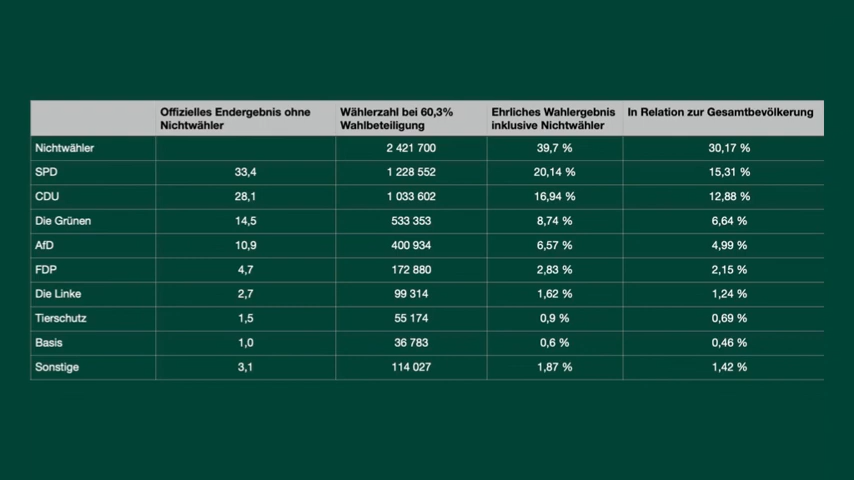 Offizielles Endergebnis ohne Nichtwähler | Wählerzahl bei 60,3% Wahlbeteiligung | Ehrliches Wahlergebnis inklusive Nichtwähler | In Relation zur Gesamtbevölkerung
Nichtwähler 2 421 700 39,7 % 30,17 %
SPD 33,4 1 228 552 20,14 % 15,31 %
CDU 28,1 1 033 602 16,94 % 12,88 %
Die Grünen 14,5 533 353 8,74 % 6,64 %
AfD 10,9 400 934 6,57 % 4,99 %
FDP 4,7 172 880 2,83 % 2,15 %
Die Linke 2,7 99 314 1,62 % 1,24 %
Tierschutz 1,5 55 174 0,9 % 0,69 %
Basis 1,0 36 783 0,6 % 0,46 %
Sonstige 3,1 114 027 1,87 % 1,42 %